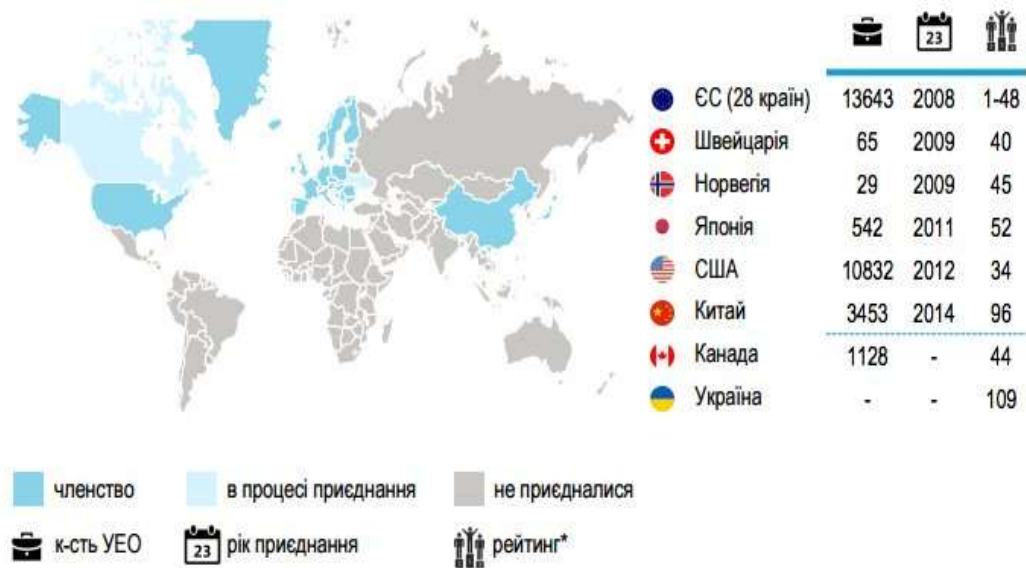 23
ЄС (28 країн) 13643 2008 1-48
Швейцарія 65 2009 40
Норвегія 29 2009 45
Японія 542 2011 52
США 10832 2012 34
Китай 3453 2014 96
Канада 1128 - 44
Україна - - 109
членство в процесі приєднання не приєдналися
к-сть УЕО 23 рік приєднання рейтинг*